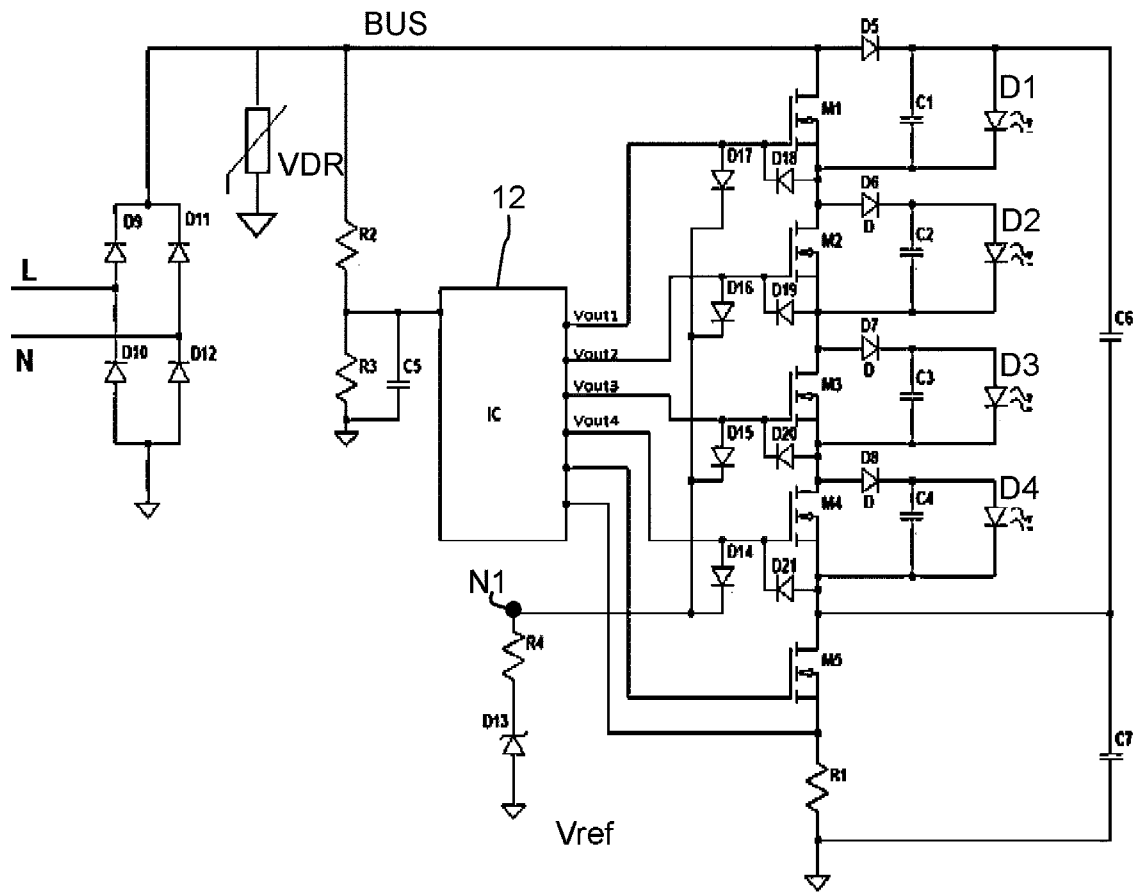 BUS
D5
D1
M1
C1
VDR
D17
D18
D9
D11
12
D6
D
D2
R2
M2
C2
L
D16
D19
Vout1
C6
N
D10
D12
R3
C5
Vout2
D7
D
D3
Vout3
M3
C3
IC
Vout4
D15
D20
D8
D
D4
M4
C4
D14
D21
N1
R4
M5
D13
C7
R1
Vref